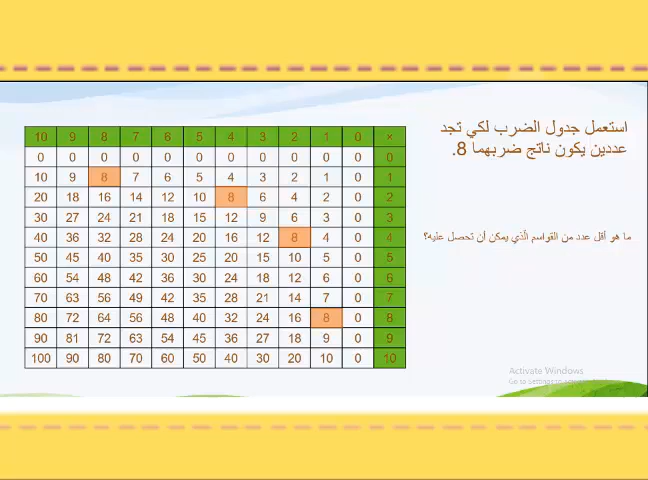 استعمل جدول الضرب لكي تجد
عددين يكون ناتج ضربهما 8.
ما هو أقل عدد من القواسم الّذي يمكن أن تحصل عليه؟
× 0 1 2 3 4 5 6 7 8 9 10
0 0 0 0 0 0 0 0 0 0 0 0
1 0 1 2 3 4 5 6 7 8 9 10
2 0 2 4 6 8 10 12 14 16 18 20
3 0 3 6 9 12 15 18 21 24 27 30
4 0 4 8 12 16 20 24 28 32 36 40
5 0 5 10 15 20 25 30 35 40 45 50
6 0 6 12 18 24 30 36 42 48 54 60
7 0 7 14 21 28 35 42 49 56 63 70
8 0 8 16 24 32 40 48 56 64 72 80
9 0 9 18 27 36 45 54 63 72 81 90
10 0 10 20 30 40 50 60 70 80 90 100
Activate Windows
Go to